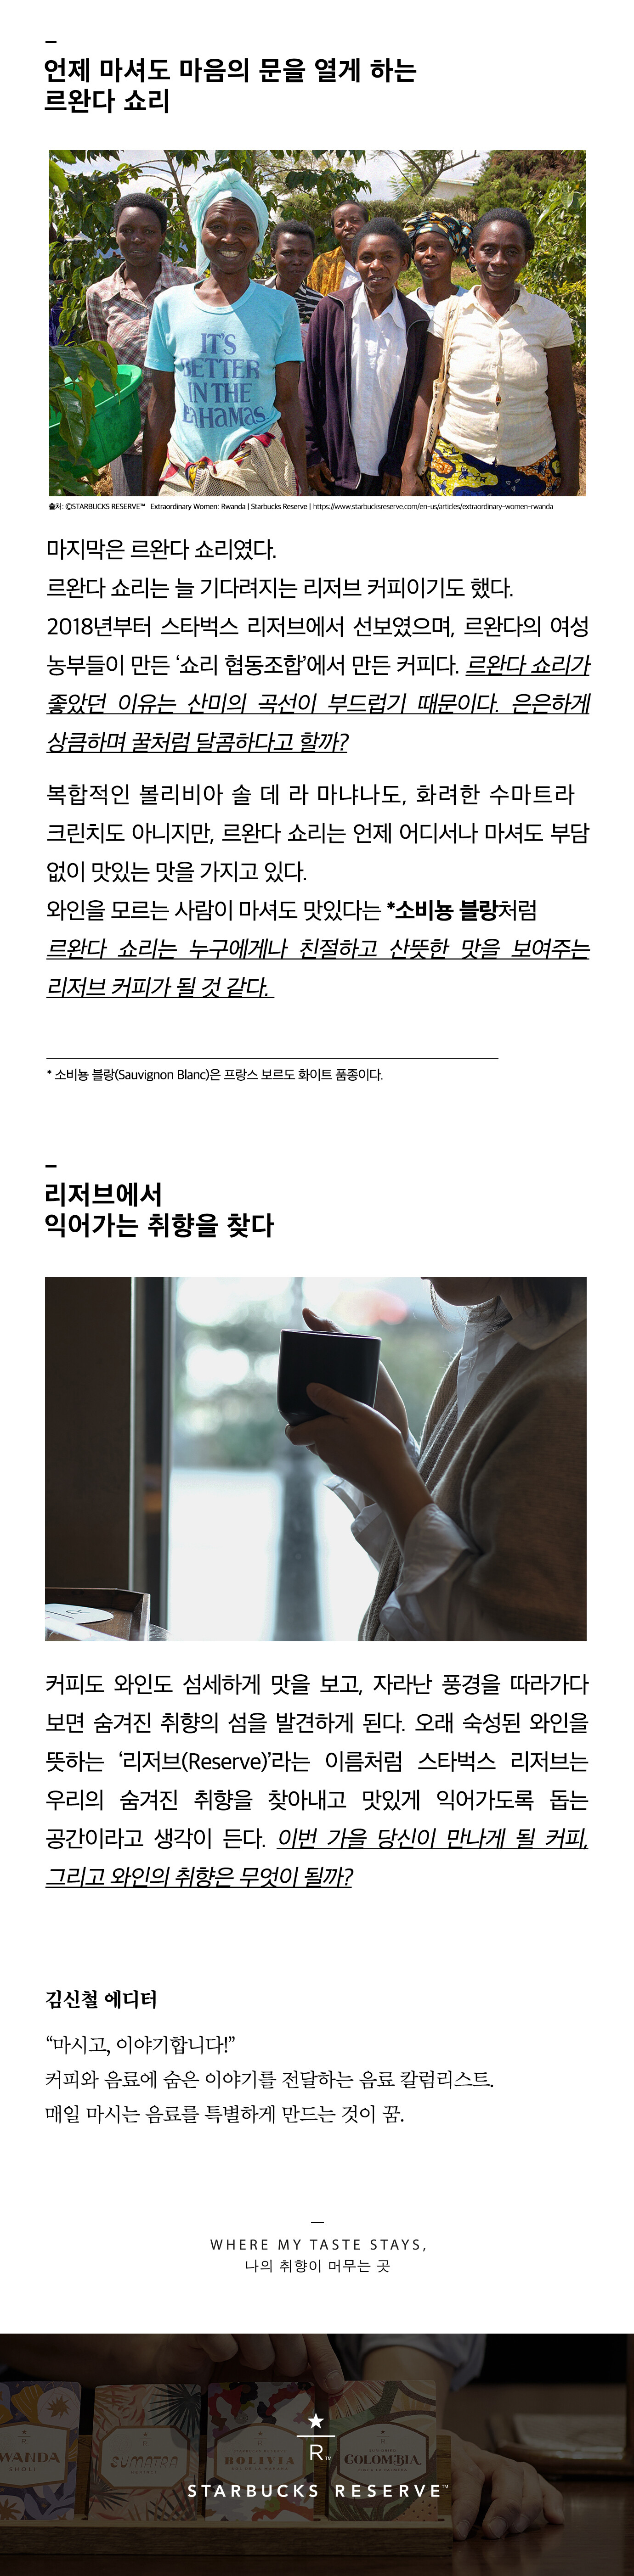 언제 마셔도 마음의 문을 열게 하는
르완다 쇼리
IT'S
BETTER
IN THE
BAHAMAS
출처: ©STARBUCKS RESERVE™ Extraordinary Women: Rwanda | Starbucks Reserve | https://www.starbucksreserve.com/en-us/articles/extraordinary-women-rwanda
마지막은 르완다 쇼리였다.
르완다 쇼리는 늘 기다려지는 리저브 커피이기도 했다.
2018년부터 스타벅스 리저브에서 선보였으며, 르완다의 여성
농부들이 만든 ‘쇼리 협동조합’에서 만든 커피다. 르완다 쇼리가
좋았던 이유는 산미의 곡선이 부드럽기 때문이다. 은은하게
상큼하며 꿀처럼 달콤하다고 할까?
복합적인 볼리비아 솔 데 라 마냐나도, 화려한 수마트라
크린치도 아니지만, 르완다 쇼리는 언제 어디서나 마셔도 부담
없이 맛있는 맛을 가지고 있다.
와인을 모르는 사람이 마셔도 맛있다는 *소비뇽 블랑처럼
르완다 쇼리는 누구에게나 친절하고 산뜻한 맛을 보여주는
리저브 커피가 될 것 같다.
* 소비뇽 블랑(Sauvignon Blanc)은 프랑스 보르도 화이트 품종이다.
리저브에서
익어가는 취향을 찾다
R
커피도 와인도 섬세하게 맛을 보고, 자라난 풍경을 따라가다
보면 숨겨진 취향의 섬을 발견하게 된다. 오래 숙성된 와인을
뜻하는 ‘리저브(Reserve)’라는 이름처럼 스타벅스 리저브는
우리의 숨겨진 취향을 찾아내고 맛있게 익어가도록 돕는
공간이라고 생각이 든다. 이번 가을 당신이 만나게 될 커피,
그리고 와인의 취향은 무엇이 될까?
김신철 에디터
“마시고, 이야기합니다!”
커피와 음료에 숨은 이야기를 전달하는 음료 칼럼리스트.
매일 마시는 음료를 특별하게 만드는 것이 꿈.
WHERE MY TASTE STAYS,
나의 취향이 머무는 곳
WANDA
SHOLI
SUMATRA
BOLIVIA
COLOMBIA
R™
STARBUCKS RESERVE™